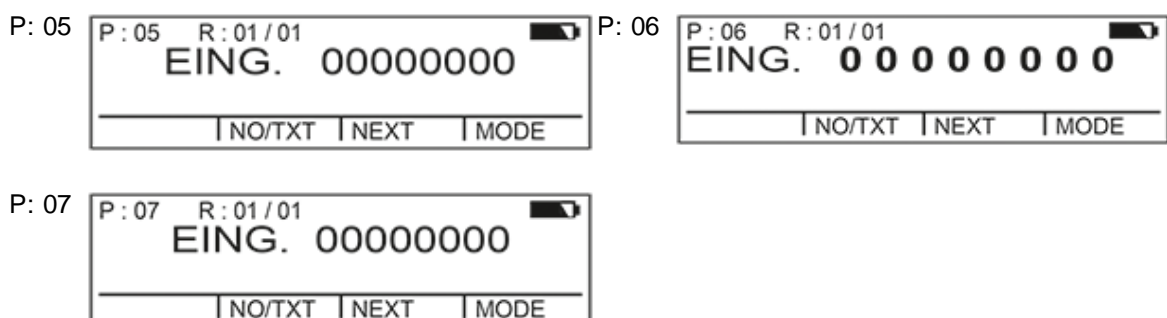 P: 05
P : 05 R : 01 / 01
EING. 00000000
NO/TXT NEXT MODE
P: 06
P : 06 R : 01 / 01
EING. 0 0 0 0 0 0 0 0
NO/TXT NEXT MODE
P: 07
P : 07 R : 01 / 01
EING. 00000000
NO/TXT NEXT MODE